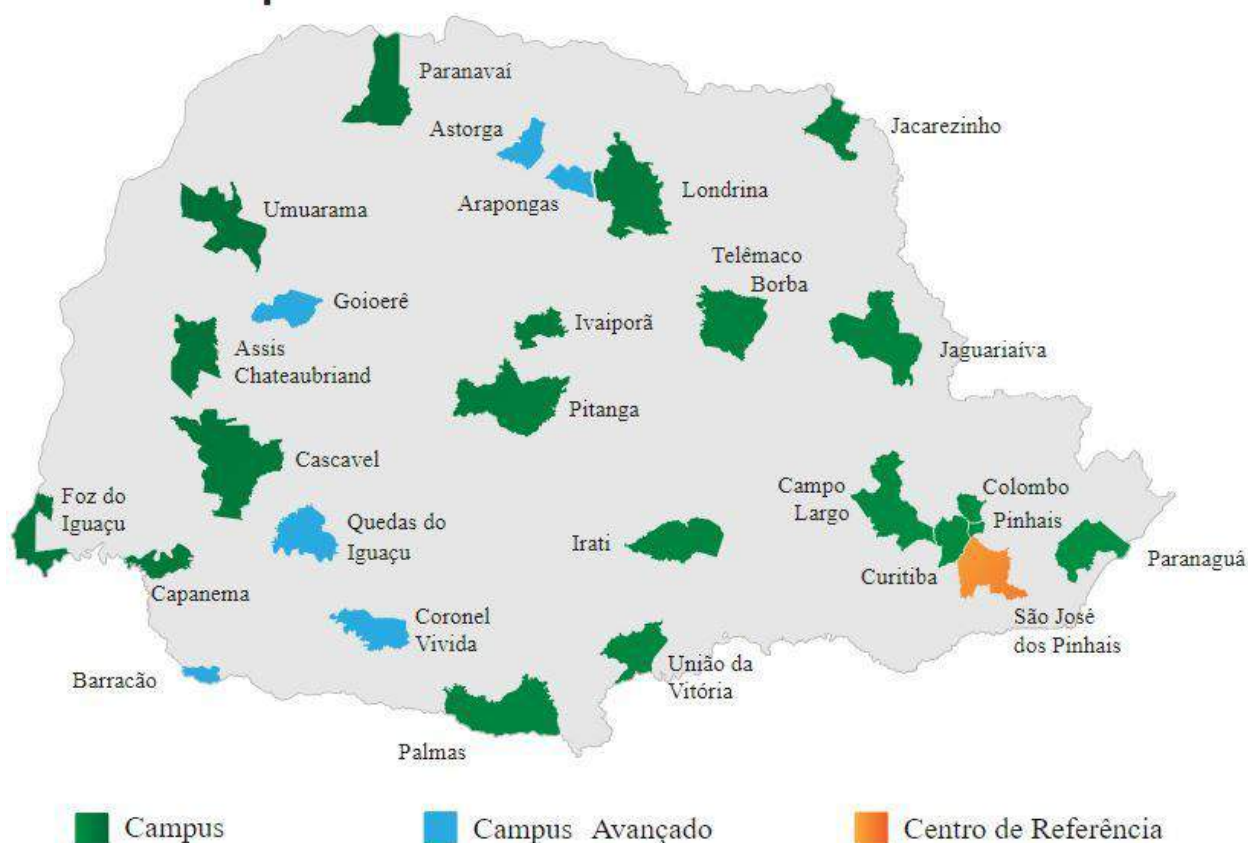 Paranavaí
Astorga
Jacarezinho
Arapongas
Londrina
Umuarama
Telêmaco
Borba
Goioerê
Ivaiporã
Assis
Chateaubriand
Jaguariaíva
Pitanga
Cascavel
Campo
Largo
Colombo
Pinhais
Foz do
Iguaçu
Quedas do
Iguaçu
Irati
Curitiba
Paranaguá
Capanema
Coronel
Vivida
São José
dos Pinhais
Barracão
União da
Vitória
Palmas
Campus
Campus Avançado
Centro de Referência